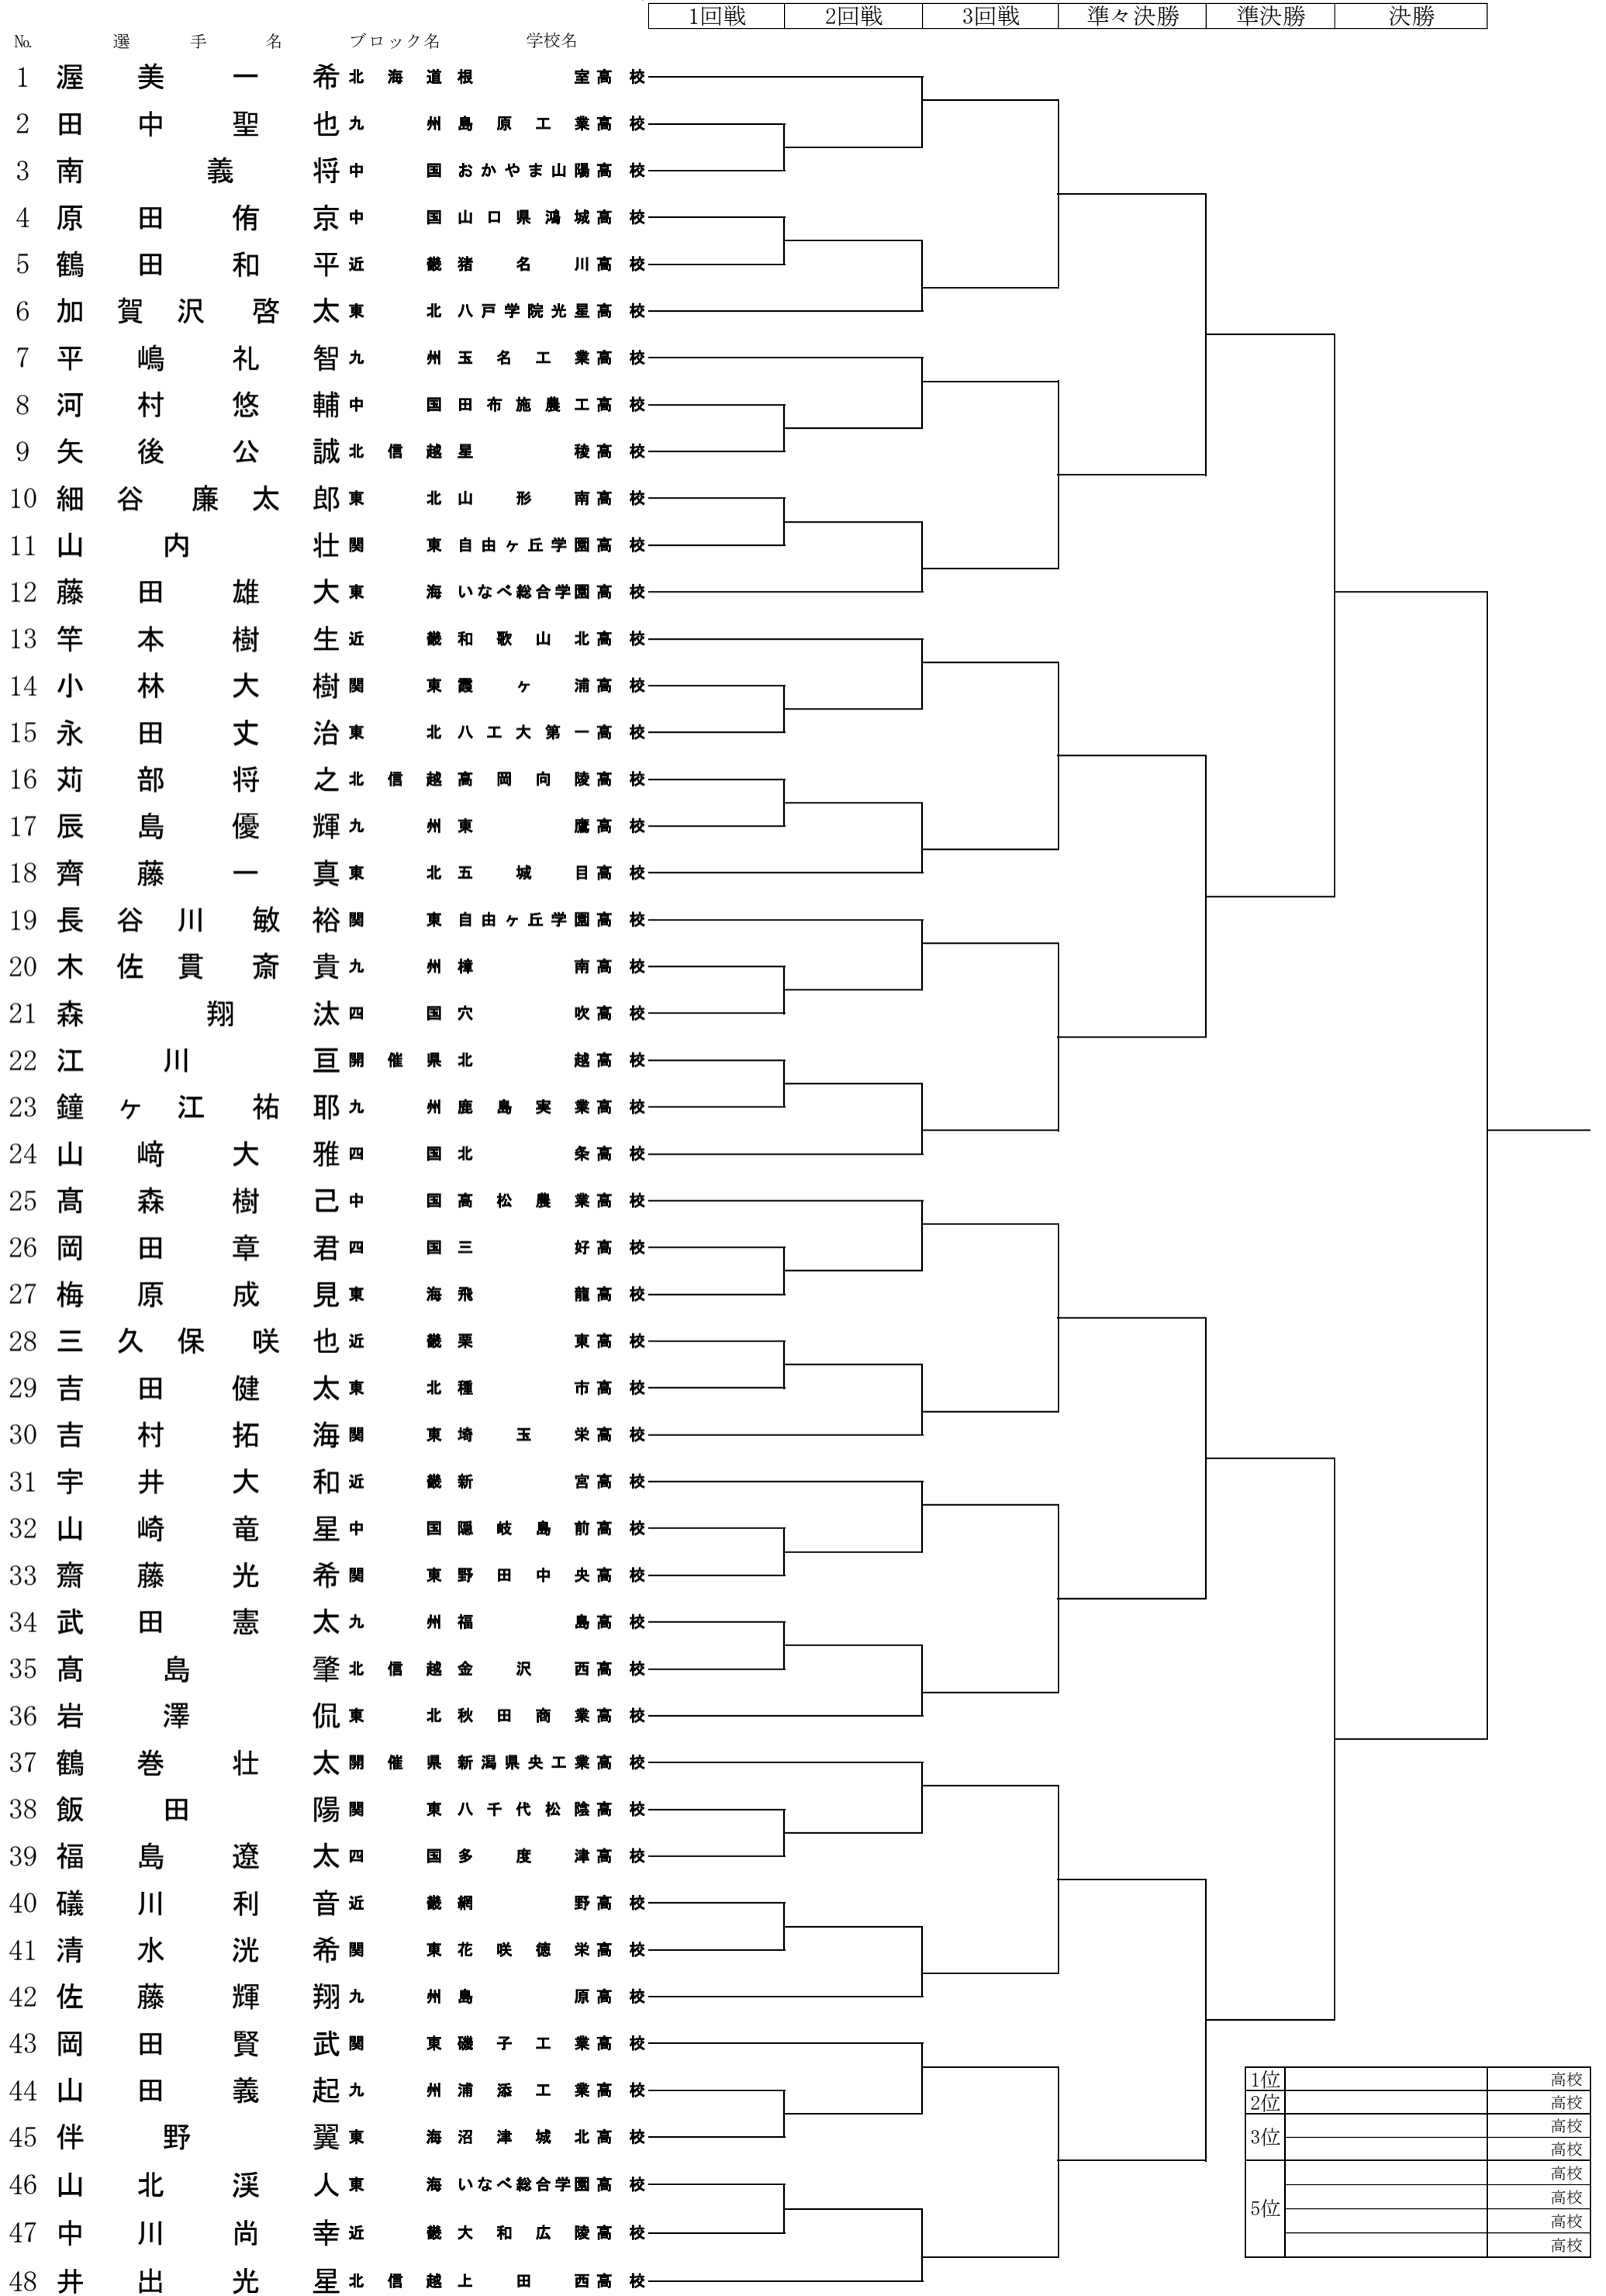 1回戦 2回戦 3回戦 準々決勝 準決勝 決勝
№ 選手名 ブロック名 学校名
1 渥美一希 北海道 根室高校
2 田中聖也 九州 島原工業高校
3 南義将 中国 おかやま山陽高校
4 原田侑京 中国 山口県鴻城高校
5 鶴田和平 近畿 猪名川高校
6 加賀沢啓太 東北 八戸学院光星高校
7 平嶋礼智 九州 玉名工業高校
8 河村悠輔 中国 田布施農工高校
9 矢後公誠 北信越 星稜高校
10 細谷廉太郎 東北 山形南高校
11 山内壮 関東 自由ヶ丘学園高校
12 藤田雄大 東海 いなべ総合学園高校
13 竿本樹生 近畿 和歌山北高校
14 小林大樹 関東 霞ヶ浦高校
15 永田丈治 東北 八工大第一高校
16 苅部将之 北信越 高岡向陵高校
17 辰島優輝 九州 東鷹高校
18 齊藤一真 東北 五城目高校
19 長谷川敏裕 関東 自由ヶ丘学園高校
20 木佐貫斎貴 九州 樟南高校
21 森翔汰 四国 穴吹高校
22 江川亘 開催県 北越高校
23 鐘ヶ江祐耶 九州 鹿島実業高校
24 山﨑大雅 四国 北条高校
25 髙森樹己 中国 高松農業高校
26 岡田章君 四国 三好高校
27 梅原成見 東海 飛龍高校
28 三久保咲也 近畿 栗東高校
29 吉田健太 東北 種市高校
30 吉村拓海 関東 埼玉栄高校
31 宇井大和 近畿 新宮高校
32 山崎竜星 中国 隠岐島前高校
33 齋藤光希 関東 野田中央高校
34 武田憲太 九州 福島高校
35 髙島肇 北信越 金沢西高校
36 岩澤侃 東北 秋田商業高校
37 鶴巻壮太 開催県 新潟県央工業高校
38 飯田陽 関東 八千代松陰高校
39 福島遼太 四国 多度津高校
40 礒川利音 近畿 網野高校
41 清水洸希 関東 花咲徳栄高校
42 佐藤輝翔 九州 島原高校
43 岡田賢武 関東 磯子工業高校
44 山田義起 九州 浦添工業高校
45 伴野翼 東海 沼津城北高校
46 山北渓人 東海 いなべ総合学園高校
47 中川尚幸 近畿 大和広陵高校
48 井出光星 北信越 上田西高校
1位 高校
2位 高校
3位 高校
高校
5位 高校
高校
高校
高校